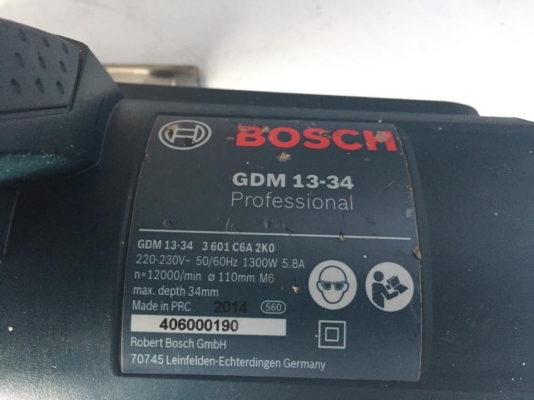 BOSCH
GDM 13-34
Professional
GDM 13-34 3 601 C6A 2K0
220-230V~ 50/60Hz 1300W 5.8A
n=12000/min ø 110mm M6
max. depth 34mm
Made in PRC 2014 560
406000190
Robert Bosch GmbH
70745 Leinfelden-Echterdingen Germany